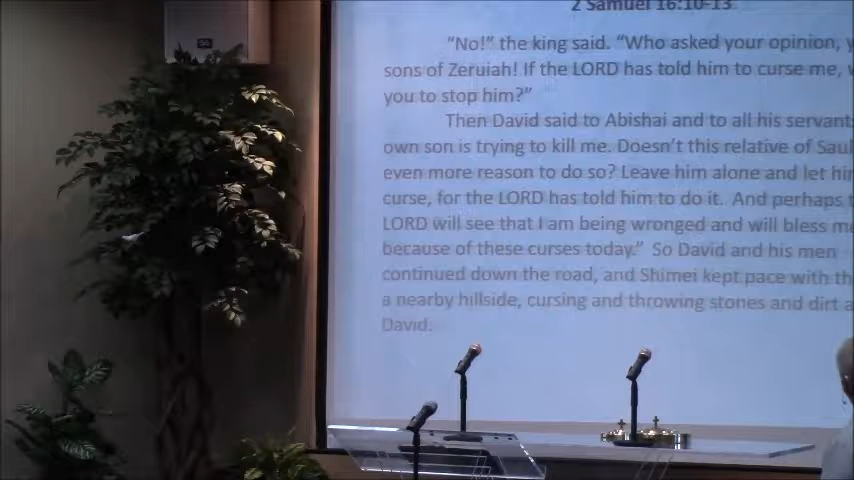 2 Samuel 16:10-13
"No!" the king said. "Who asked your opinion, y
sons of Zeruiah! If the LORD has told him to curse me, w
you to stop him?"
Then David said to Abishai and to all his servants
own son is trying to kill me. Doesn't this relative of Saul
even more reason to do so? Leave him alone and let him
curse, for the LORD has told him to do it. And perhaps t
LORD will see that I am being wronged and will bless me
because of these curses today." So David and his men
continued down the road, and Shimei kept pace with th
a nearby hillside, cursing and throwing stones and dirt a
David.